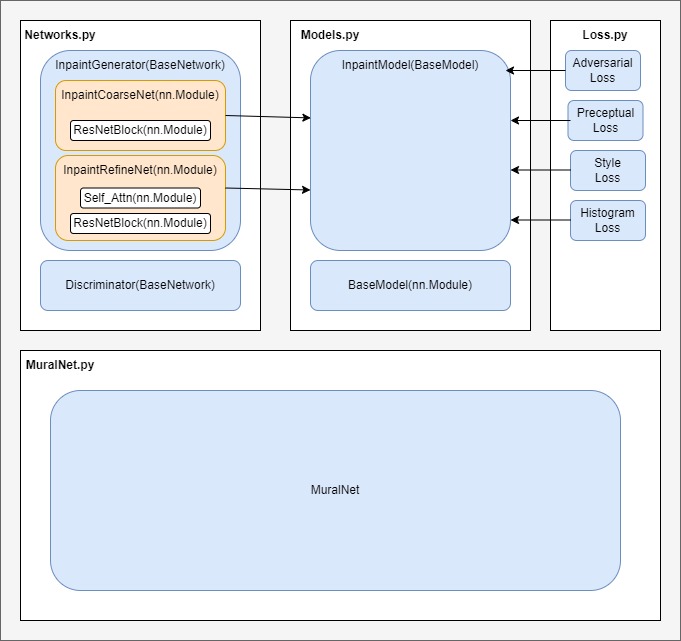 Networks.py
InpaintGenerator(BaseNetwork)
InpaintCoarseNet(nn.Module)
ResNetBlock(nn.Module)
InpaintRefineNet(nn.Module)
Self_Attn(nn.Module)
ResNetBlock(nn.Module)
Discriminator(BaseNetwork)
Models.py
InpaintModel(BaseModel)
BaseModel(nn.Module)
Loss.py
Adversarial
Loss
Preceptual
Loss
Style
Loss
Histogram
Loss
MuralNet.py
MuralNet